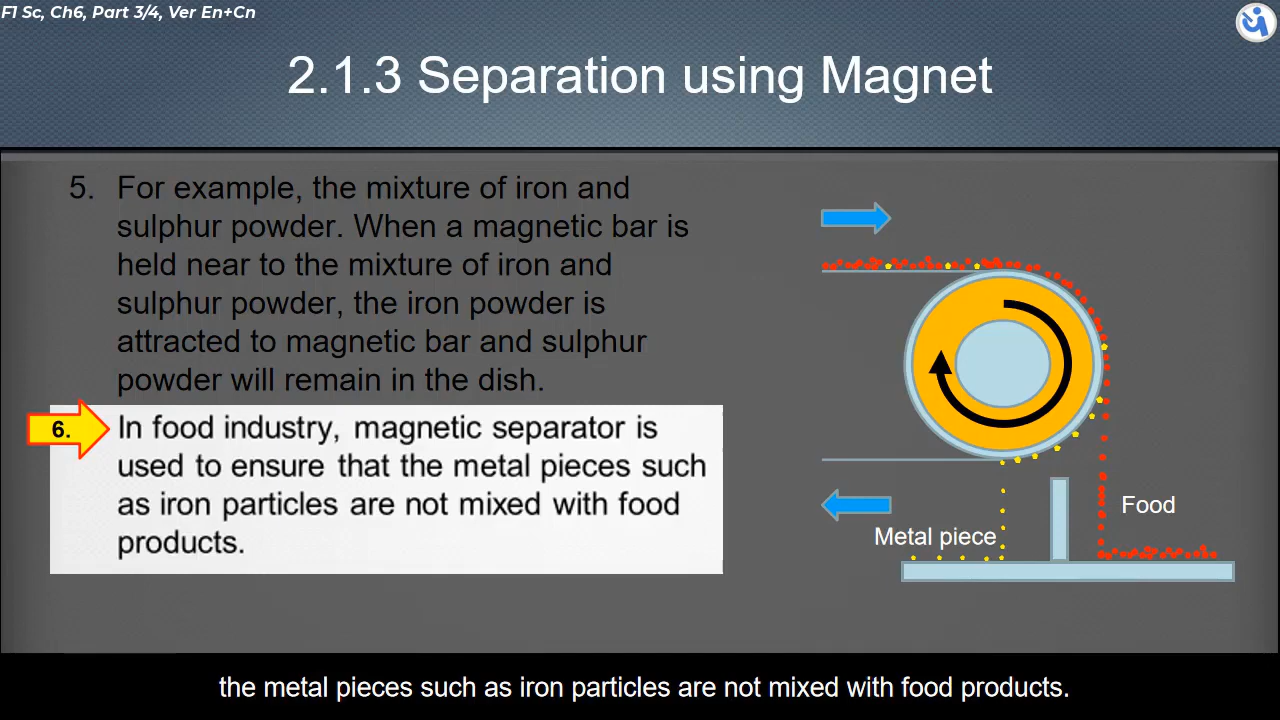 F1 Sc, Ch6, Part 3/4, Ver En+Cn
2.1.3 Separation using Magnet
5. For example, the mixture of iron and
sulphur powder. When a magnetic bar is
held near to the mixture of iron and
sulphur powder, the iron powder is
attracted to magnetic bar and sulphur
powder will remain in the dish.
6. In food industry, magnetic separator is
used to ensure that the metal pieces such
as iron particles are not mixed with food
products.
Food
Metal piece
the metal pieces such as iron particles are not mixed with food products.